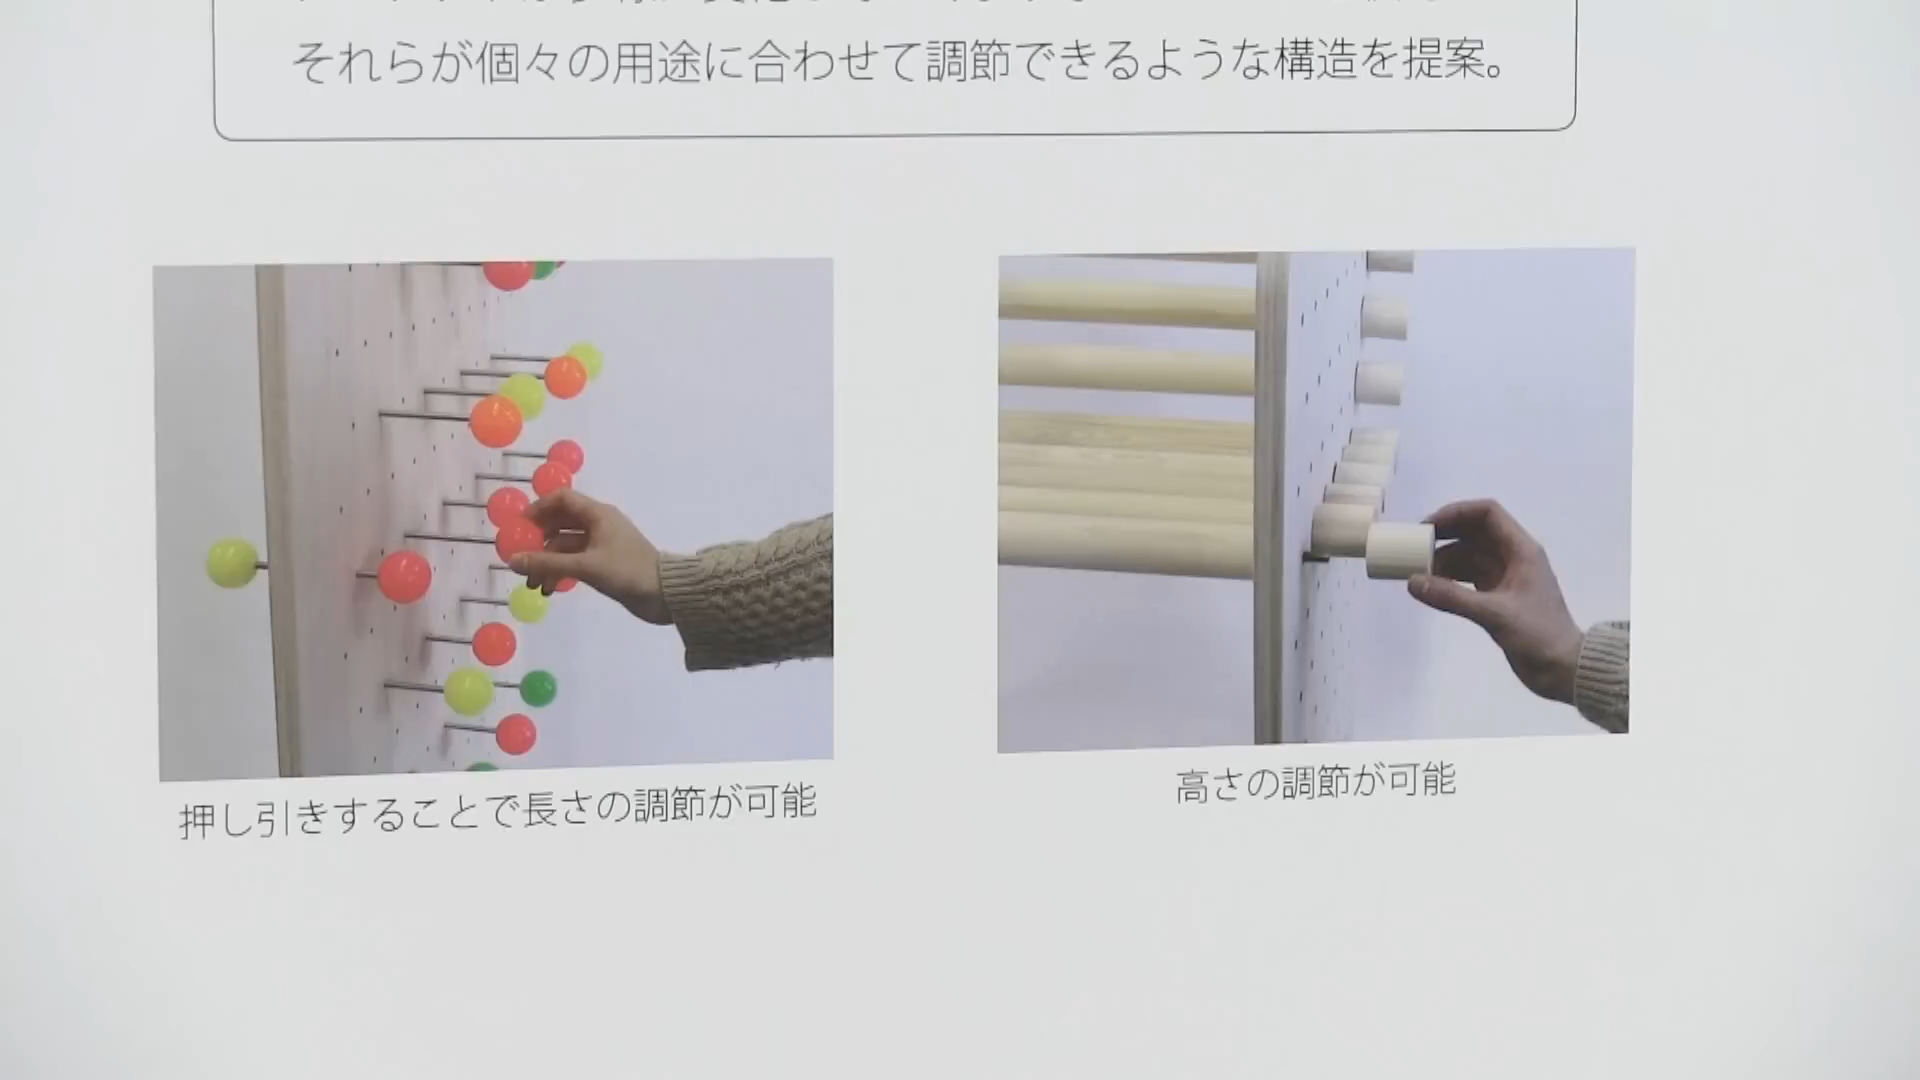 それらが個々の用途に合わせて調節できるような構造を提案。
押し引きすることで長さの調節が可能
高さの調節が可能